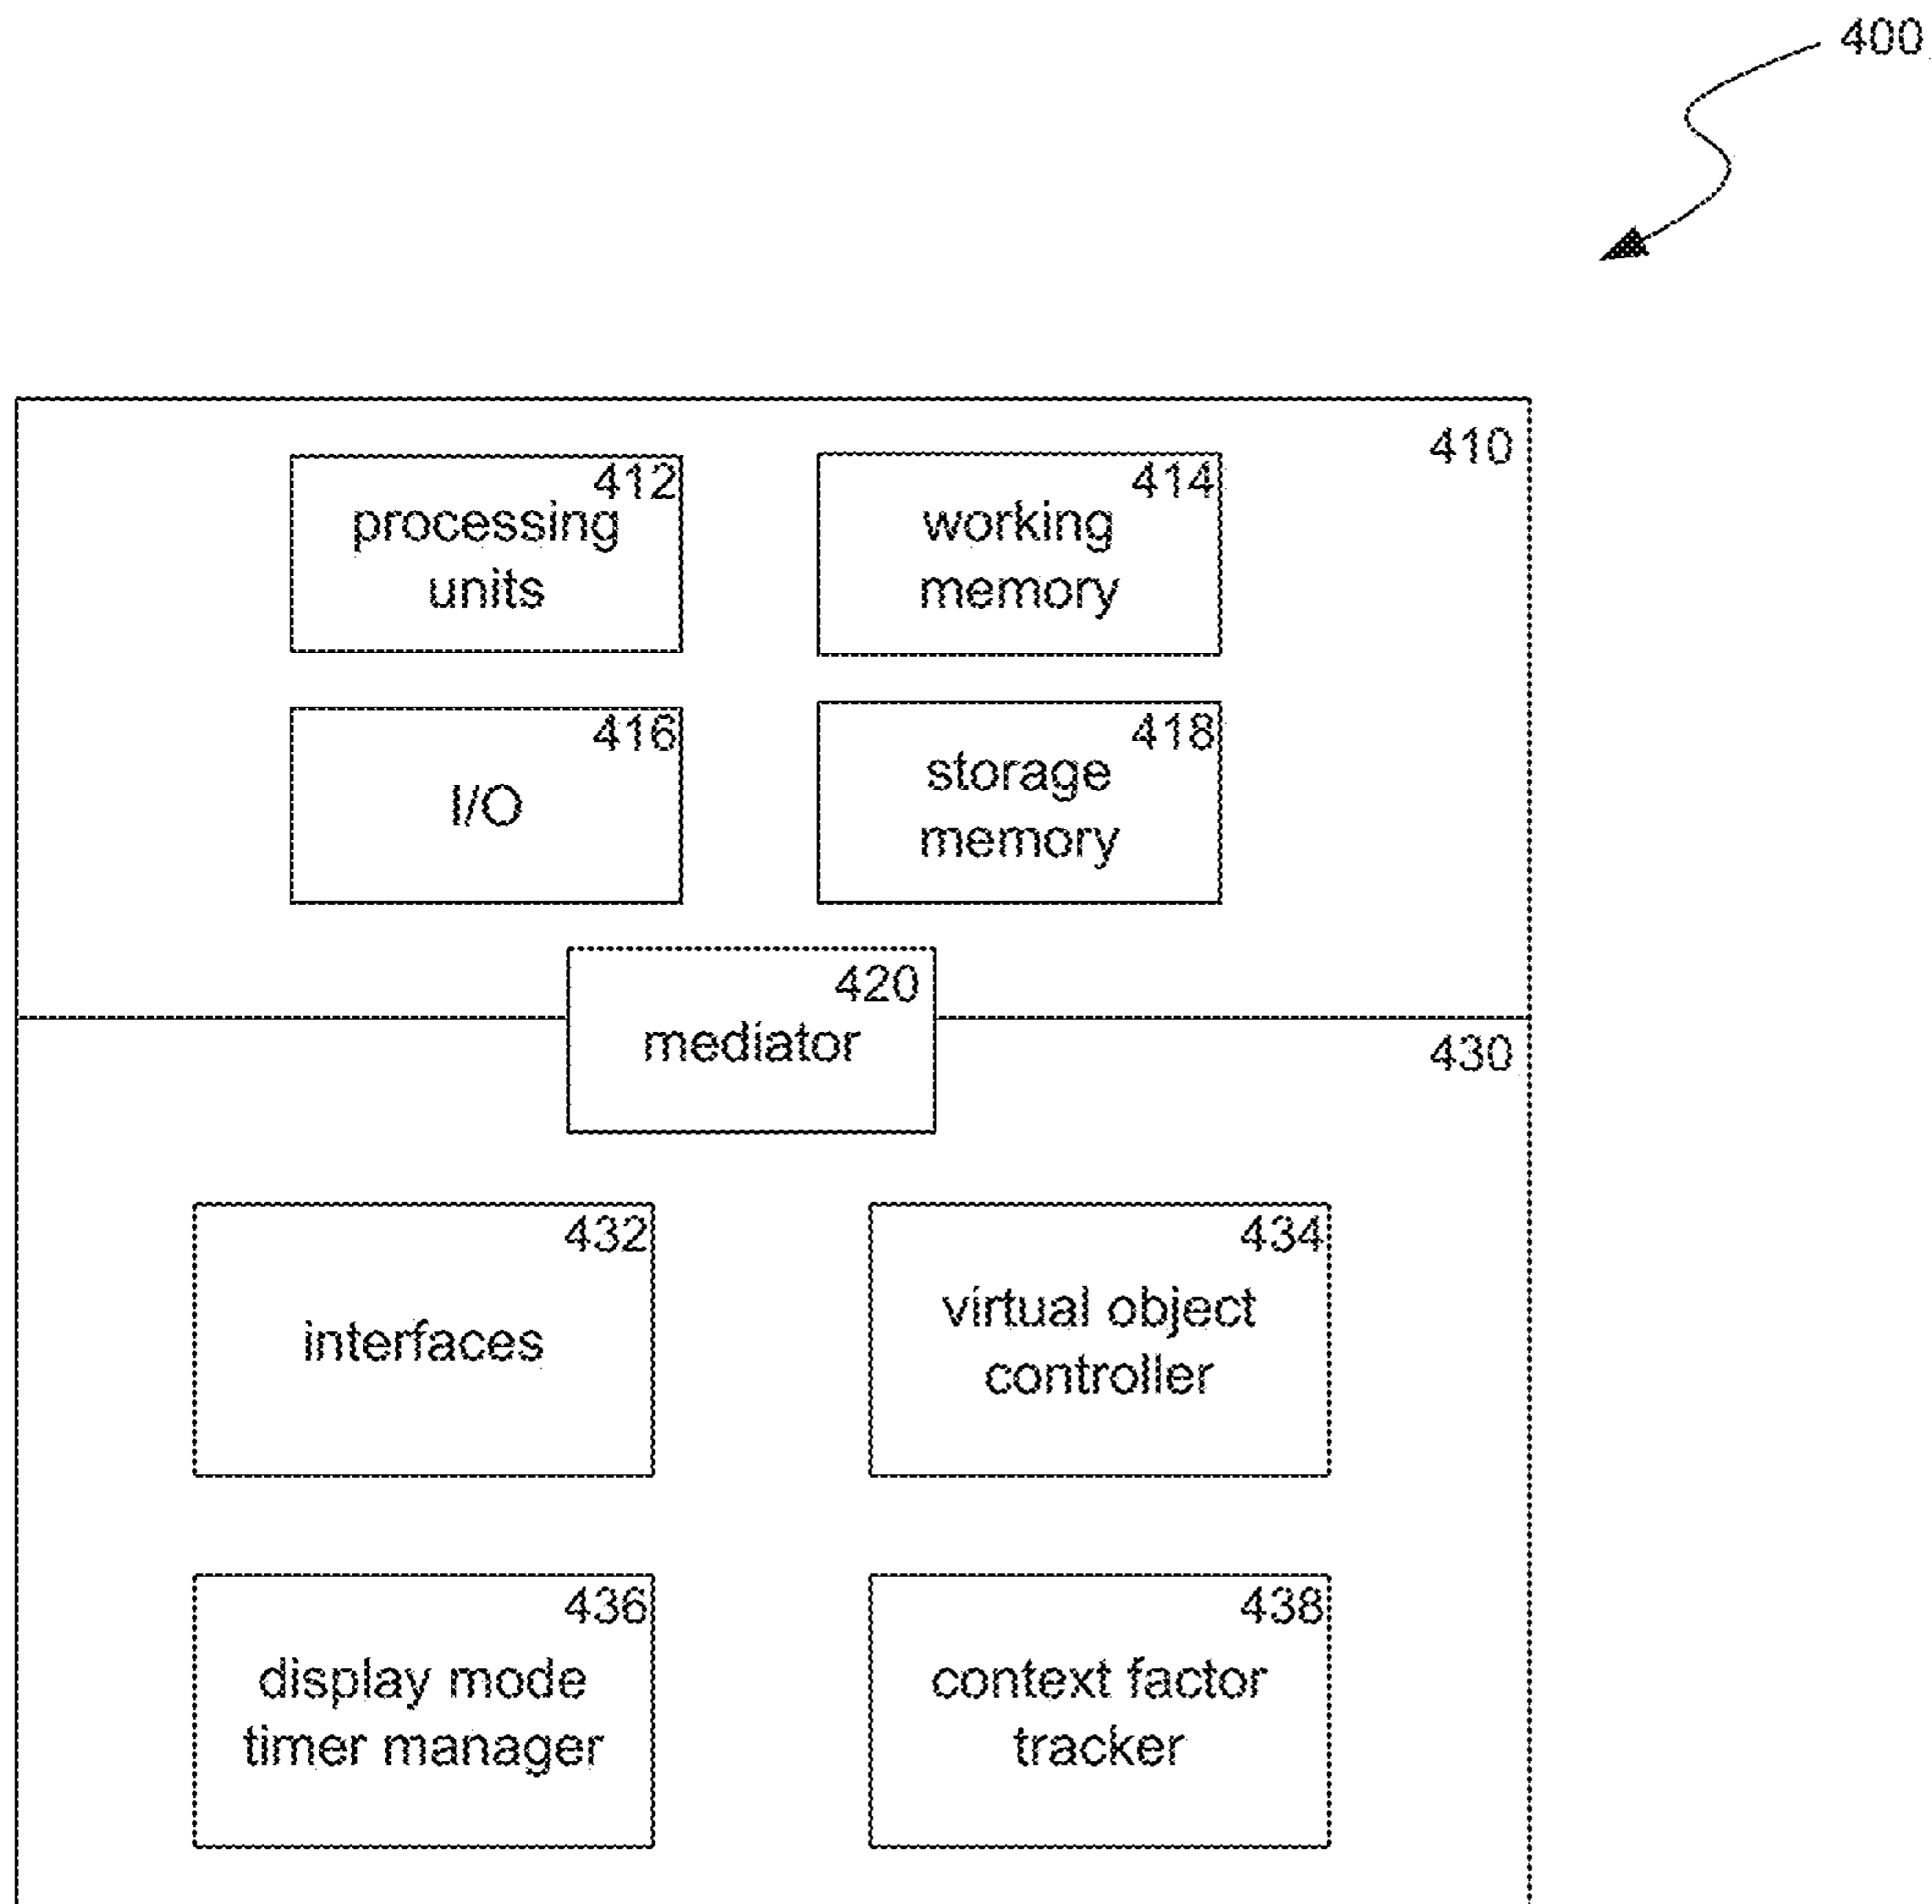 400
410
412
processing
units
414
working
memory
416
I/O
418
storage
memory
420
mediator
430
432
interfaces
434
virtual object
controller
436
display mode
timer manager
438
context factor
tracker